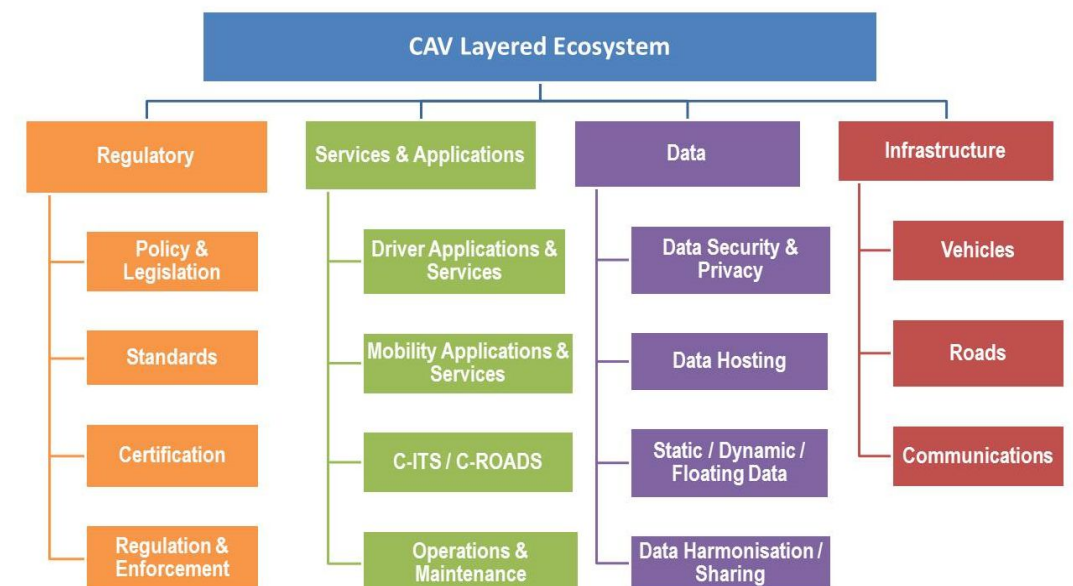 CAV Layered Ecosystem
Regulatory
Policy &
Legislation
Standards
Certification
Regulation &
Enforcement
Services & Applications
Driver Applications &
Services
Mobility Applications &
Services
C-ITS / C-ROADS
Operations &
Maintenance
Data
Data Security &
Privacy
Data Hosting
Static / Dynamic /
Floating Data
Data Harmonisation /
Sharing
Infrastructure
Vehicles
Roads
Communications